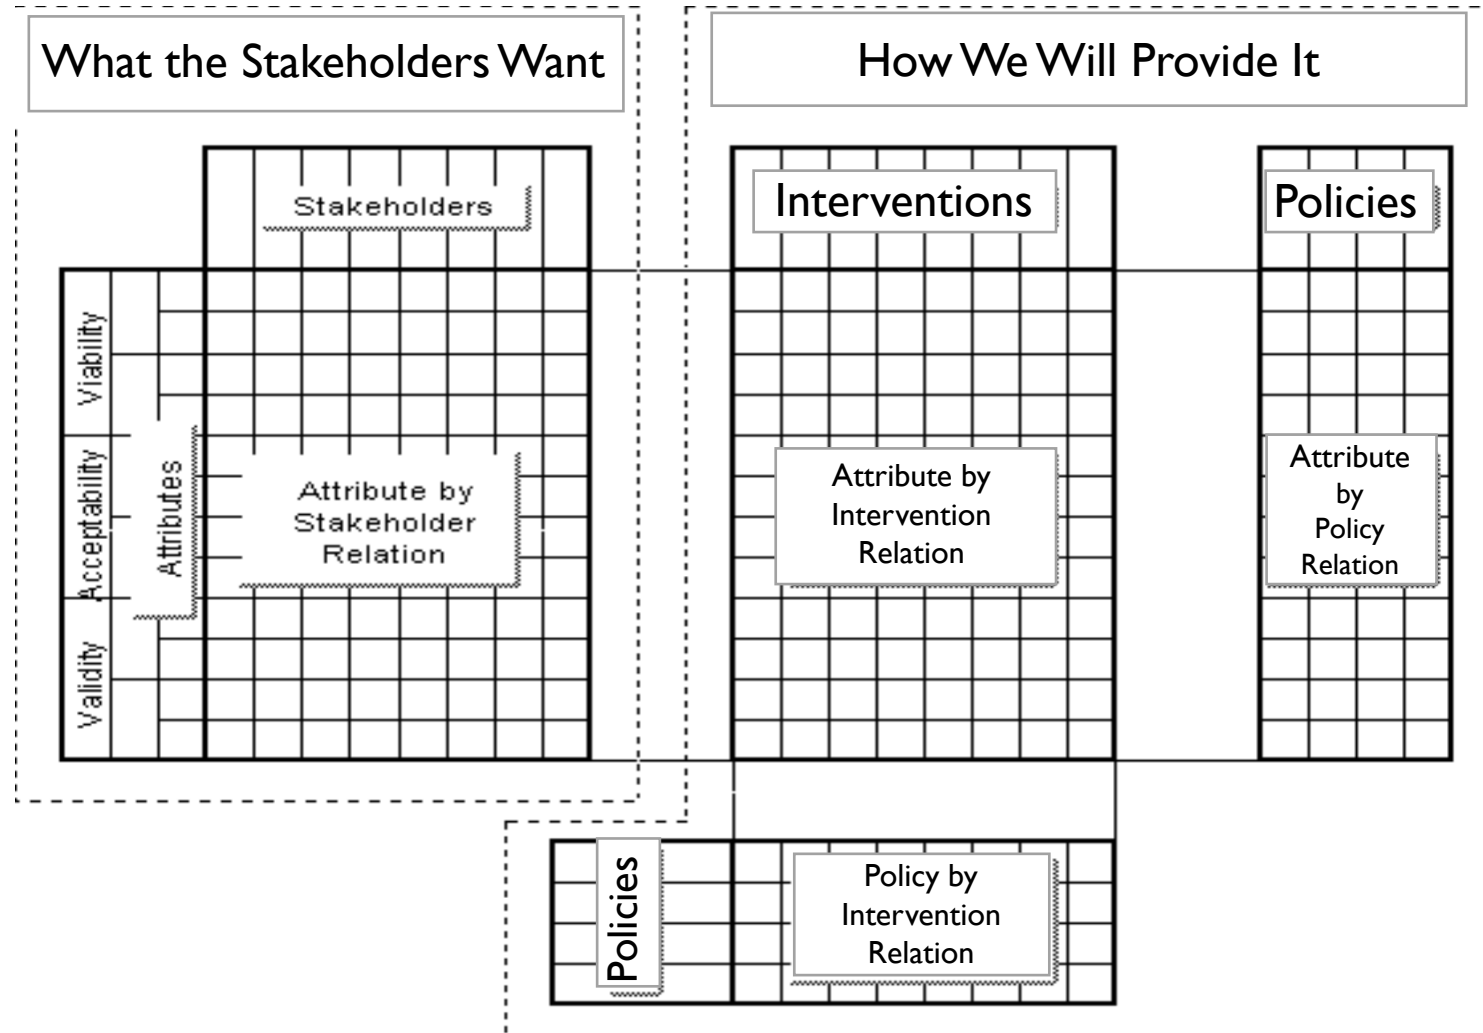 What the Stakeholders Want
How We Will Provide It
Stakeholders
Interventions
Policies
Viability
Acceptability
Validity
Attributes
Attribute by
Stakeholder
Relation
Attribute by
Intervention
Relation
Attribute
by
Policy
Relation
Policies
Policy by
Intervention
Relation